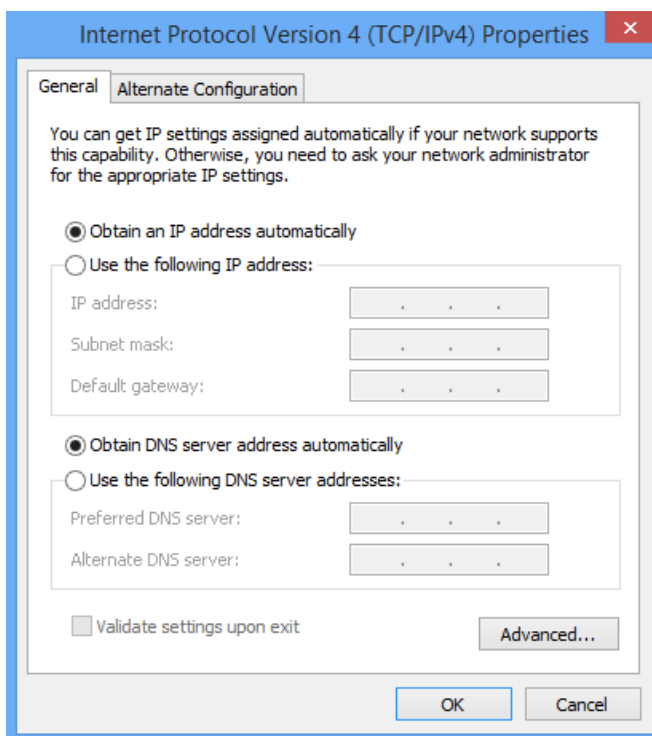 Internet Protocol Version 4 (TCP/IPv4) Properties
General
Alternate Configuration
You can get IP settings assigned automatically if your network supports
this capability. Otherwise, you need to ask your network administrator
for the appropriate IP settings.
Obtain an IP address automatically
Use the following IP address:
IP address:
Subnet mask:
Default gateway:
Obtain DNS server address automatically
Use the following DNS server addresses:
Preferred DNS server:
Alternate DNS server:
Validate settings upon exit
Advanced...
OK
Cancel